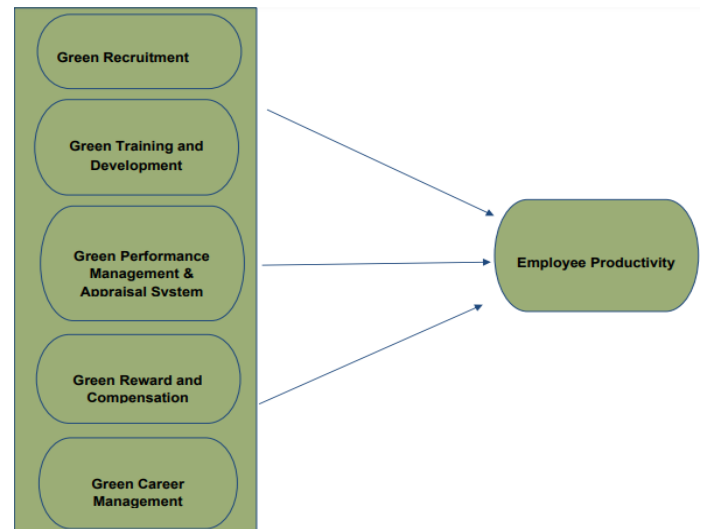 Green Recruitment
Green Training and
Development
Green Performance
Management &
Appraisal System
Employee Productivity
Green Reward and
Compensation
Green Career
Management